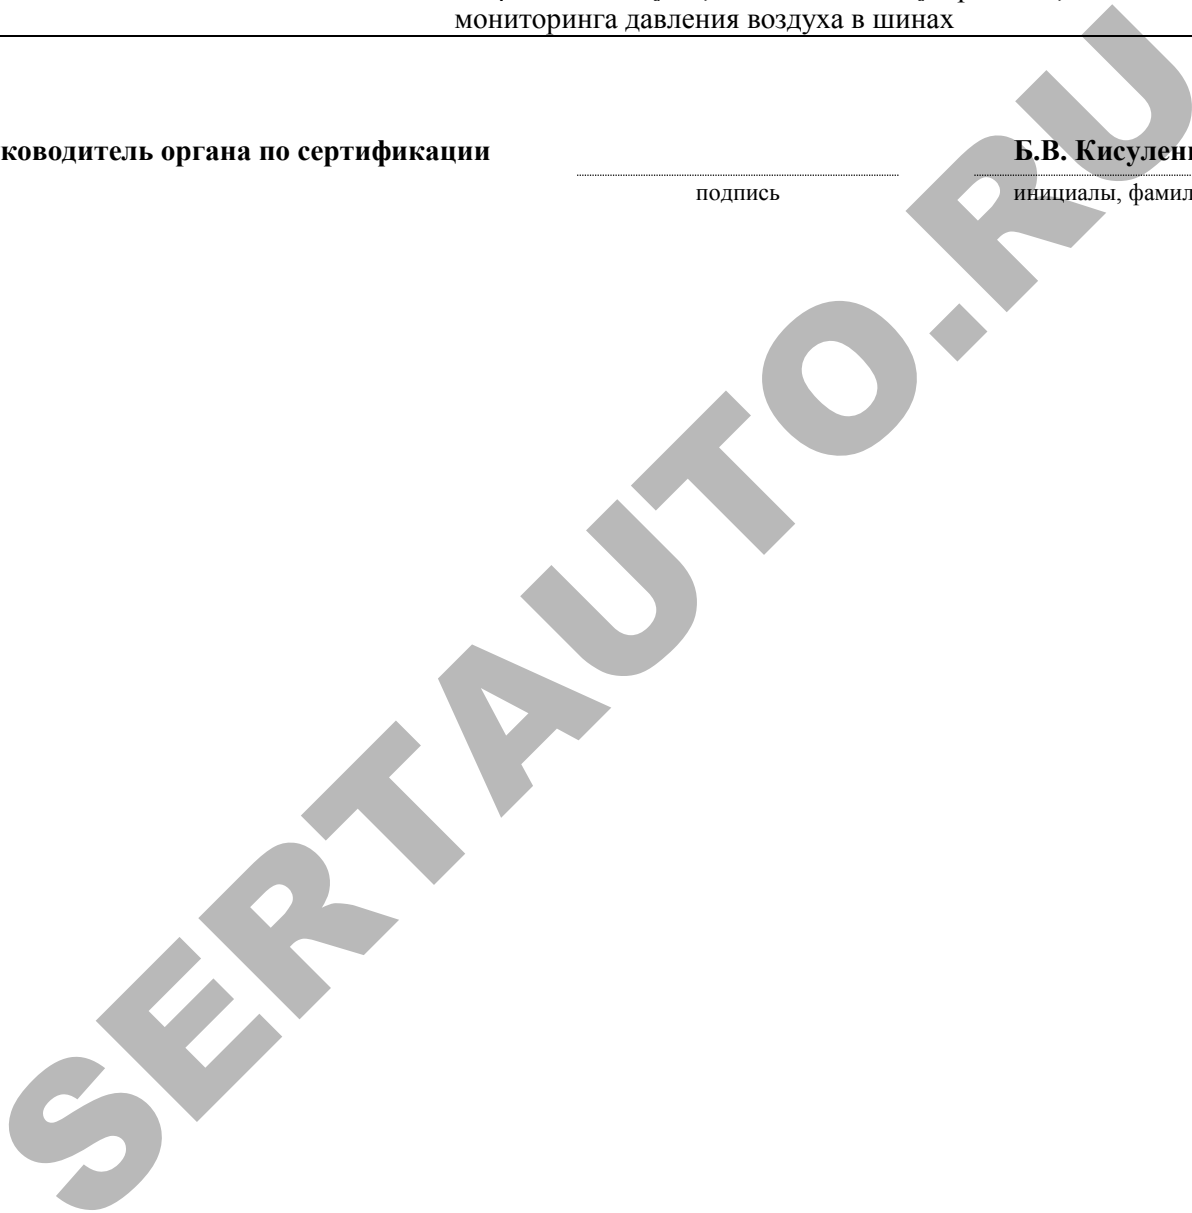 мониторинга давления воздуха в шинах
ководитель органа по сертификации
Б.В. Кисулен
подпись
инициалы, фамил
SERTAUTO.RU